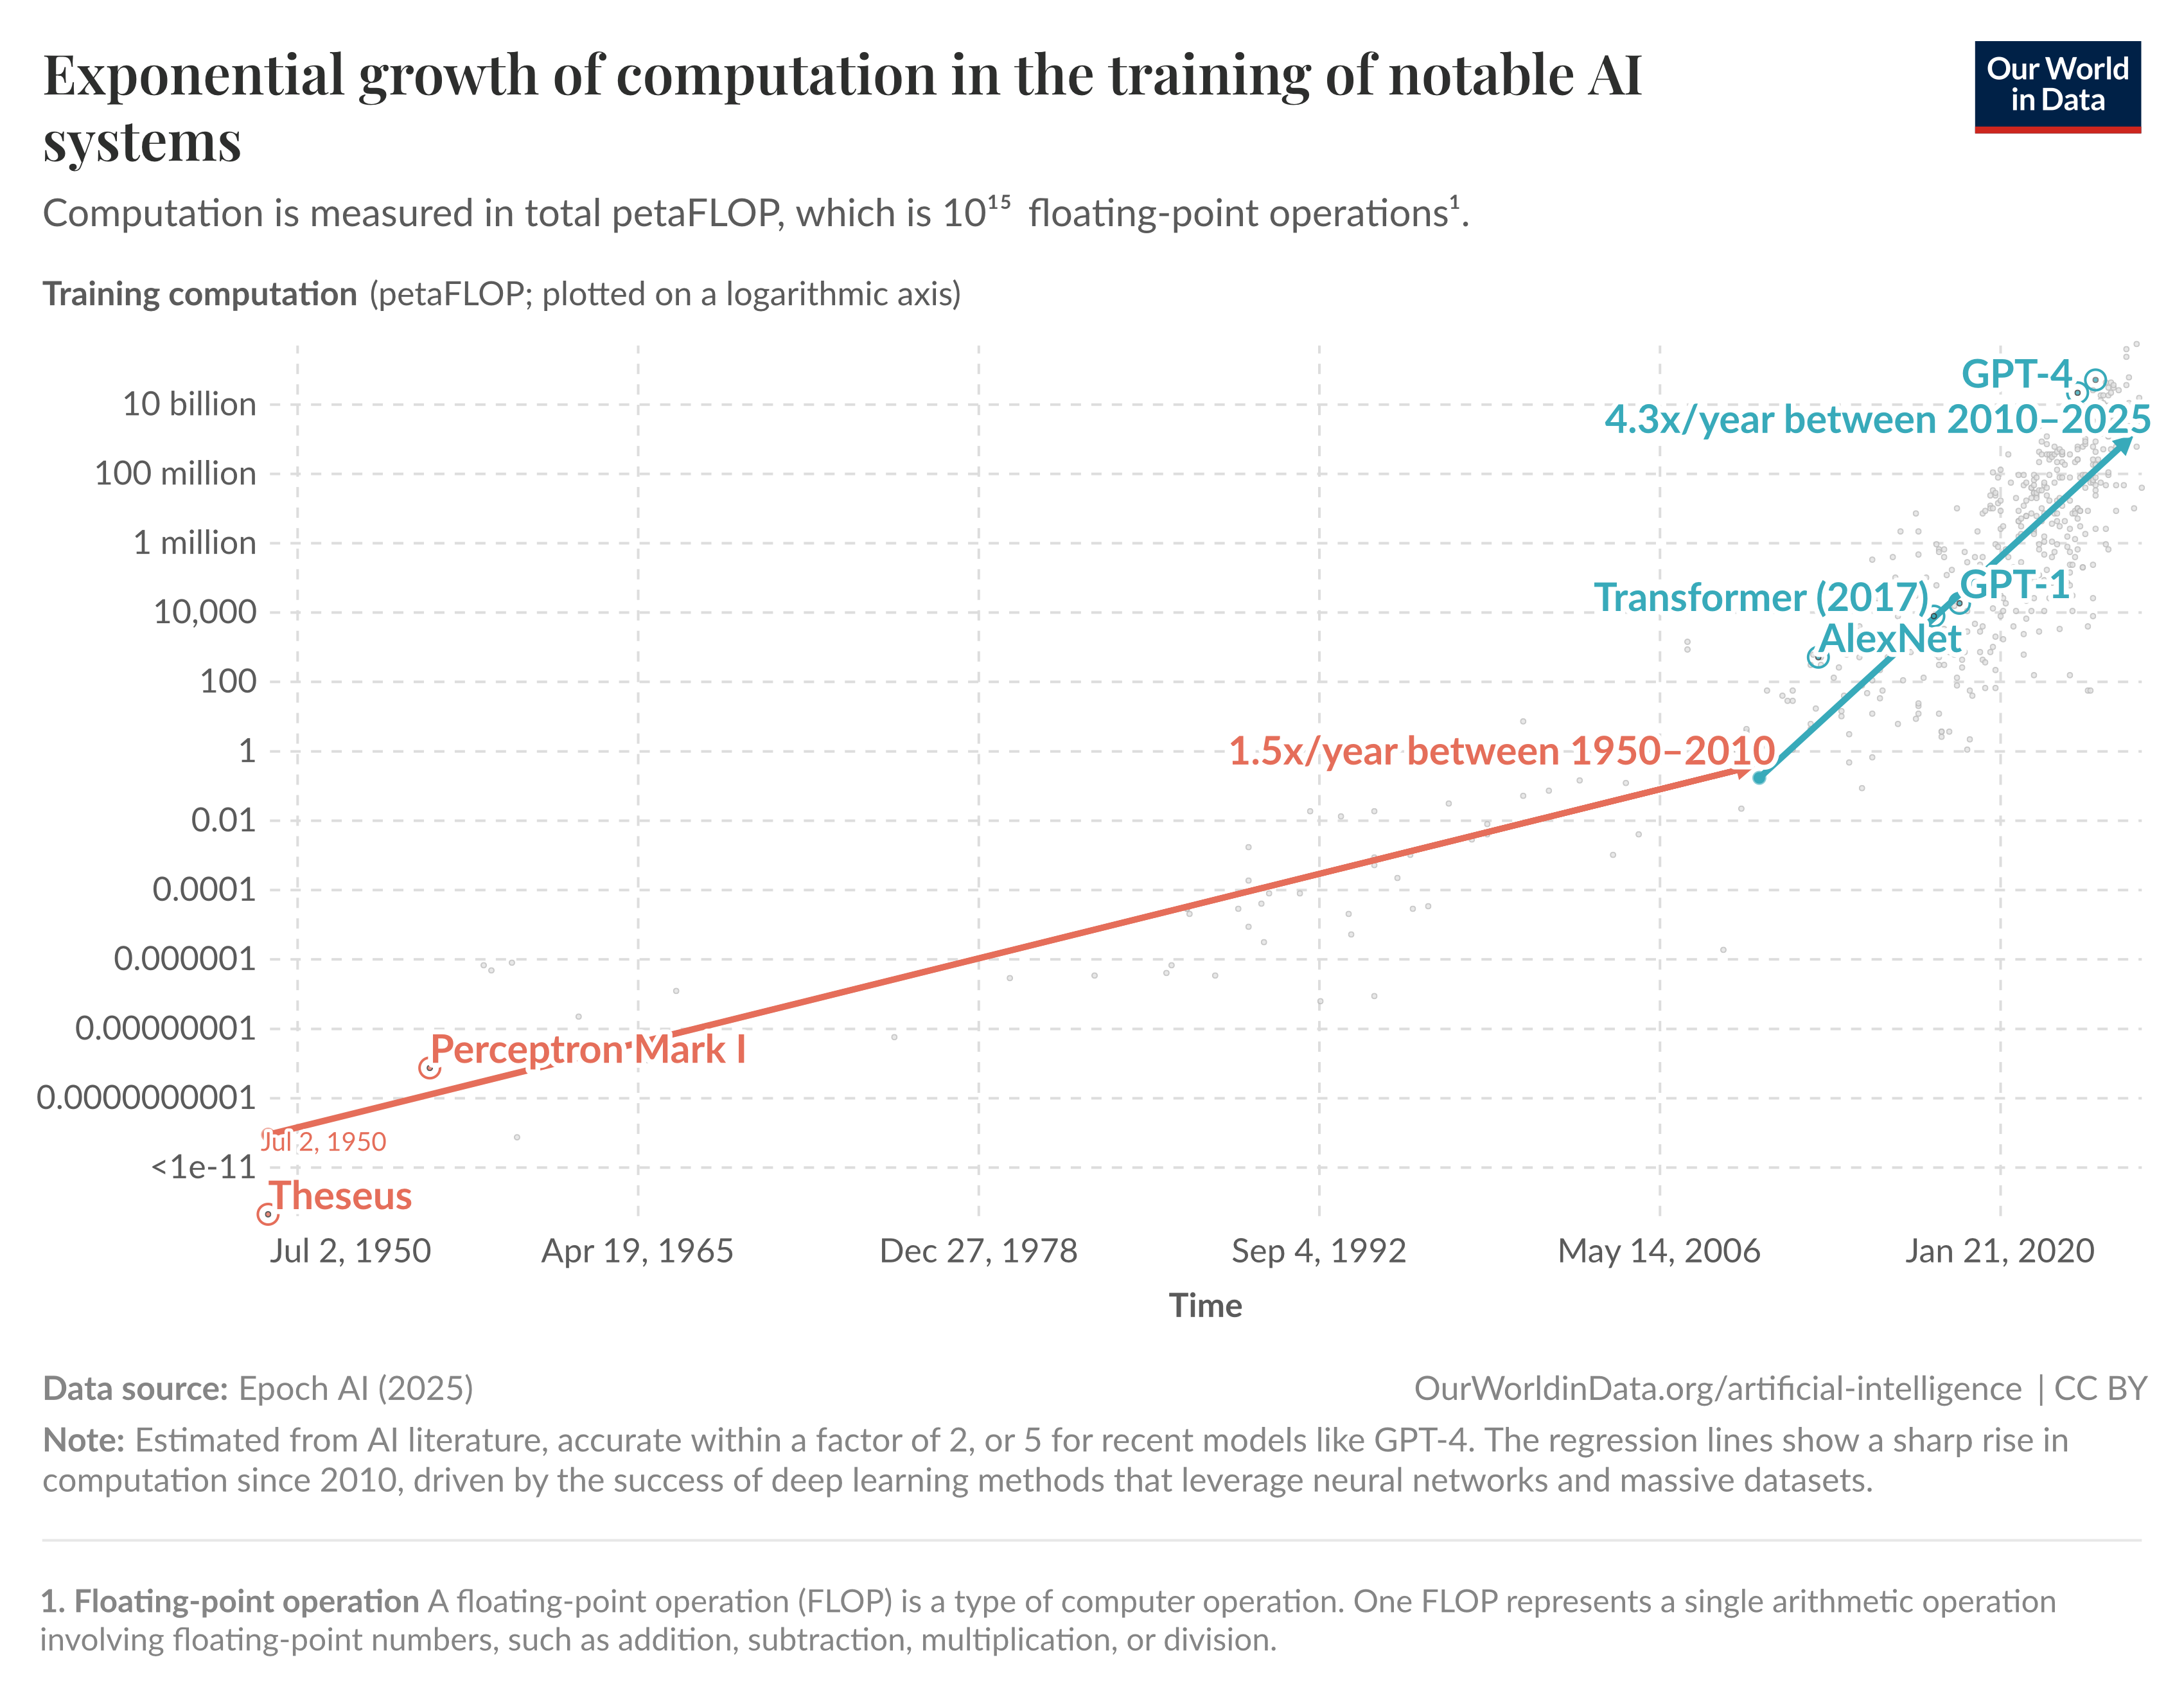 Exponential growth of computation in the training of notable AI
systems
Our World
in Data
Computation is measured in total petaFLOP, which is 10¹⁵ floating-point operations¹.
Training computation (petaFLOP; plotted on a logarithmic axis)
10 billion
100 million
1 million
10,000
100
1
0.01
0.0001
0.000001
0.00000001
0.0000000001
<1e-11
GPT-4
4.3x/year between 2010–2025
Transformer (2017)
GPT-1
AlexNet
1.5x/year between 1950–2010
Perceptron Mark I
Jul 2, 1950
Theseus
Jul 2, 1950
Apr 19, 1965
Dec 27, 1978
Sep 4, 1992
May 14, 2006
Jan 21, 2020
Time
Data source: Epoch AI (2025)
OurWorldinData.org/artificial-intelligence | CC BY
Note: Estimated from AI literature, accurate within a factor of 2, or 5 for recent models like GPT-4. The regression lines show a sharp rise in
computation since 2010, driven by the success of deep learning methods that leverage neural networks and massive datasets.
1. Floating-point operation A floating-point operation (FLOP) is a type of computer operation. One FLOP represents a single arithmetic operation
involving floating-point numbers, such as addition, subtraction, multiplication, or division.